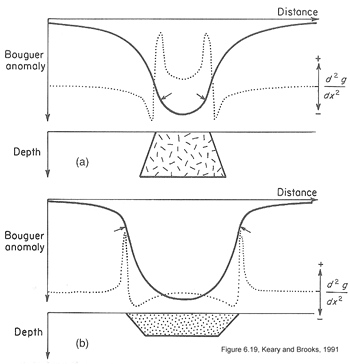 Distance
Bouguer
anomaly
+
d²g
dx²
-
Depth
(a)
Distance
Bouguer
anomaly
+
d²g
dx²
-
Depth
(b)
Figure 6.19, Keary and Brooks, 1991